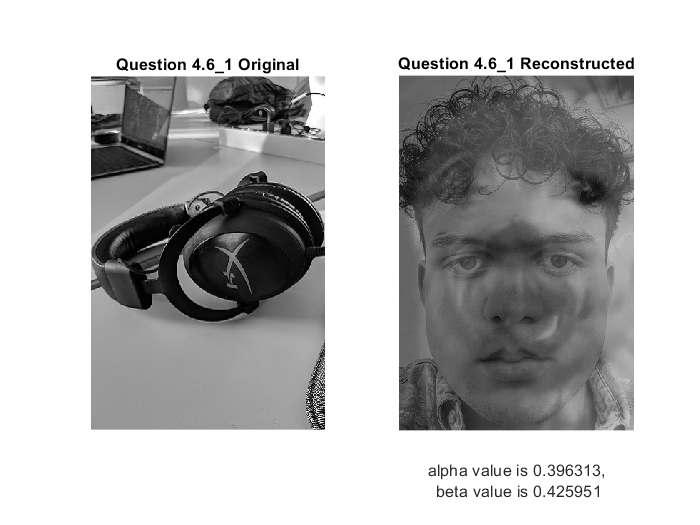 Question 4.6_1 Original
Question 4.6_1 Reconstructed
alpha value is 0.396313,
beta value is 0.425951